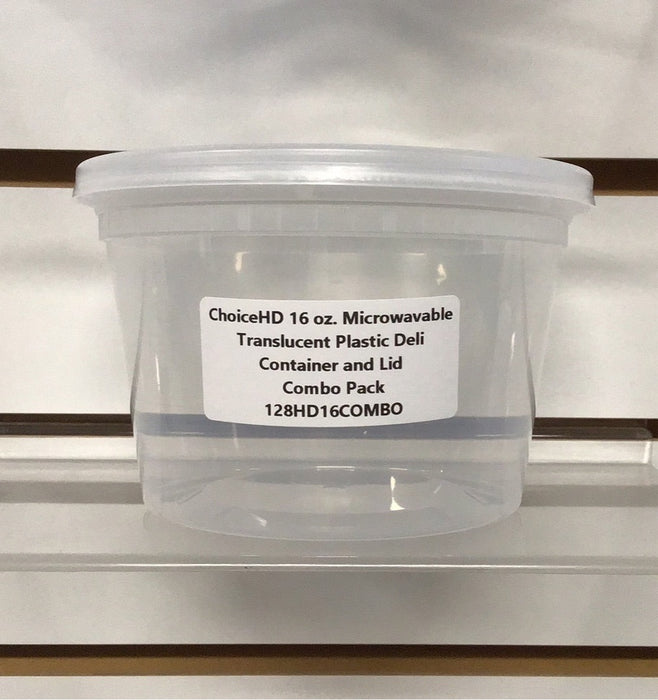 ChoiceHD 16 oz. Microwavable
Translucent Plastic Deli
Container and Lid
Combo Pack
128HD16COMBO